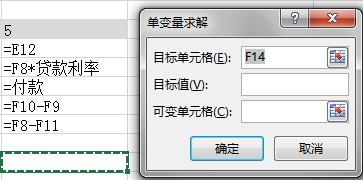 5
=E12
=F8*贷款利率
=付款
=F10-F9
=F8-F11
单变量求解
目标单元格(E): F14
目标值(V):
可变单元格(C):
确定 取消